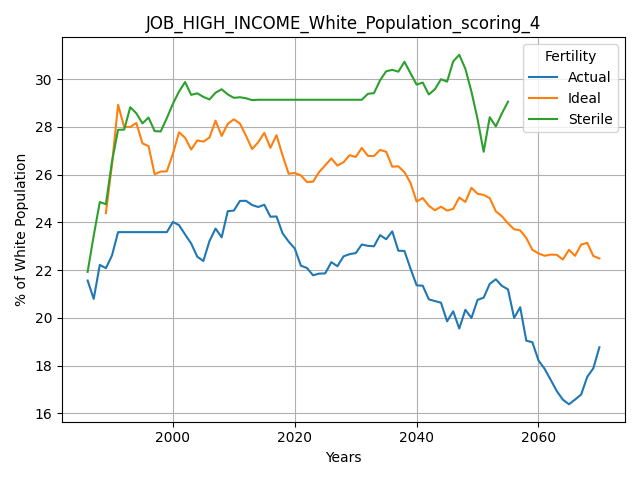 JOB_HIGH_INCOME_White_Population_scoring_4
Fertility
Actual
Ideal
Sterile
% of White Population
30
28
26
24
22
20
18
16
2000
2020
2040
2060
Years